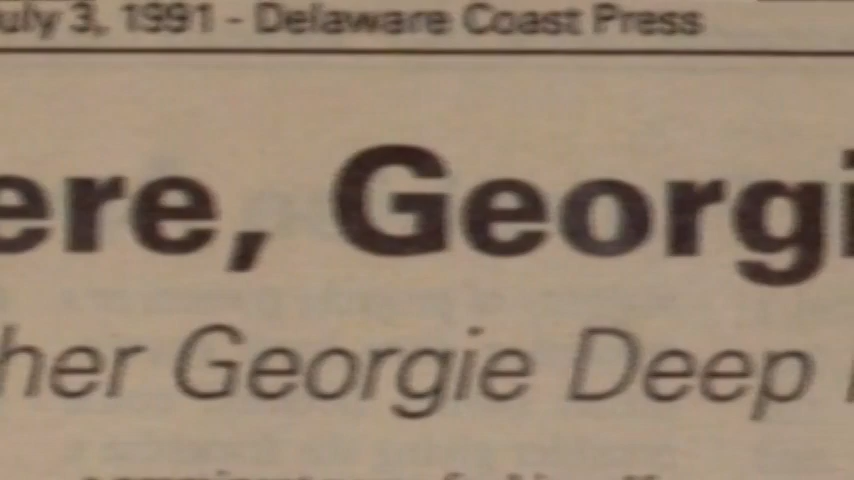 uly 3, 1991 - Delaware Coast Press
ere, Georgi
her Georgie Deep